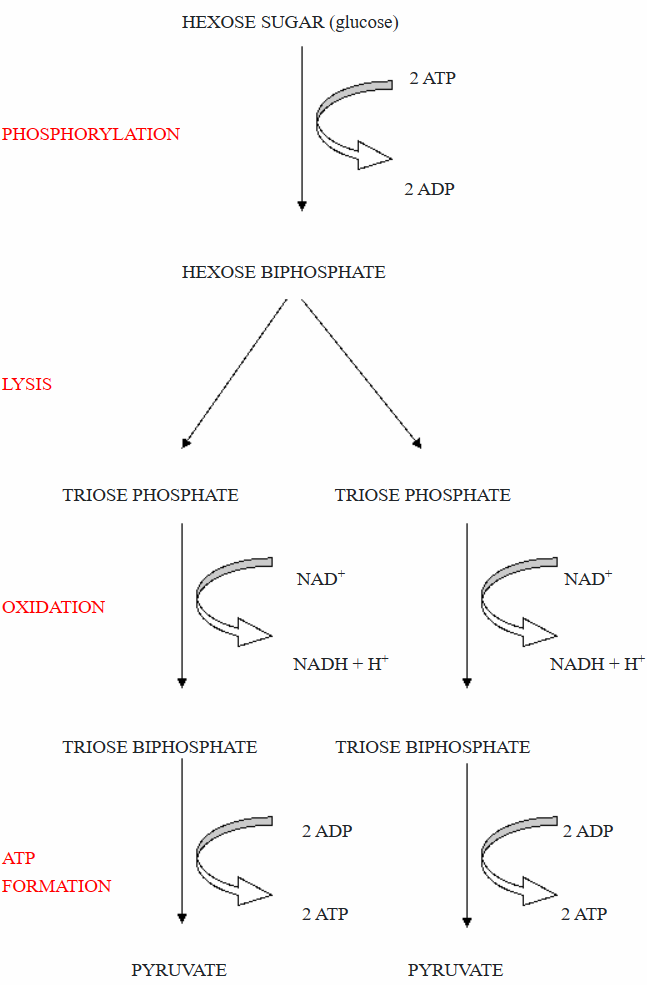 HEXOSE SUGAR (glucose)
2 ATP
PHOSPHORYLATION
2 ADP
HEXOSE BIPHOSPHATE
LYSIS
TRIOSE PHOSPHATE
TRIOSE PHOSPHATE
NAD+
NAD+
OXIDATION
NADH + H+
NADH + H+
TRIOSE BIPHOSPHATE
TRIOSE BIPHOSPHATE
2 ADP
2 ADP
ATP
FORMATION
2 ATP
2 ATP
PYRUVATE
PYRUVATE